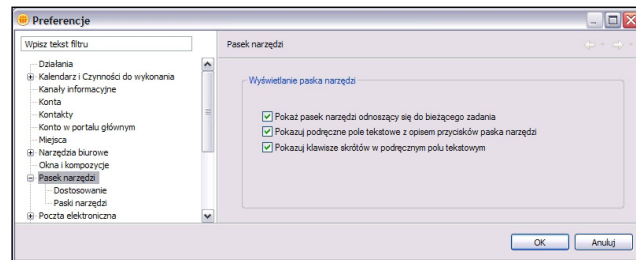 Preferencje
Wpisz tekst filtru
Działania
Kalendarz i Czynności do wykonania
Kanały informacyjne
Konta
Kontakty
Konto w portalu głównym
Miejsca
Narzędzia biurowe
Okna i kompozycje
Pasek narzędzi
Dostosowanie
Paski narzędzi
Poczta elektroniczna
Pasek narzędzi
Wyświetlanie paska narzędzi
Pokaż pasek narzędzi odnoszący się do bieżącego zadania
Pokazuj podręczne pole tekstowe z opisem przycisków paska narzędzi
Pokazuj klawisze skrótów w podręcznym polu tekstowym
OK
Anuluj